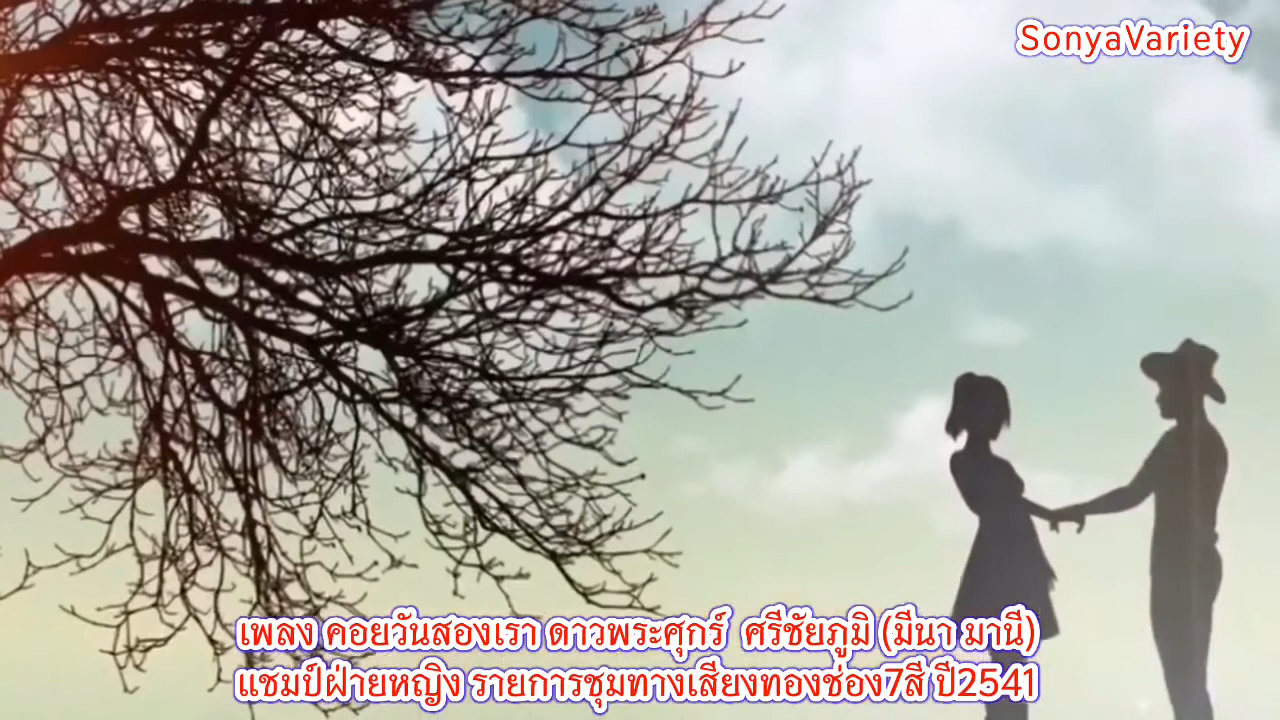 SonyaVariety
เพลง คอยวันสองเรา ดาวพระศุกร์ ศรีชัยภูมิ (มีนา มานี)
แชมป์ฝ่ายหญิง รายการชุมทางเสียงทองช่อง7สี ปี2541